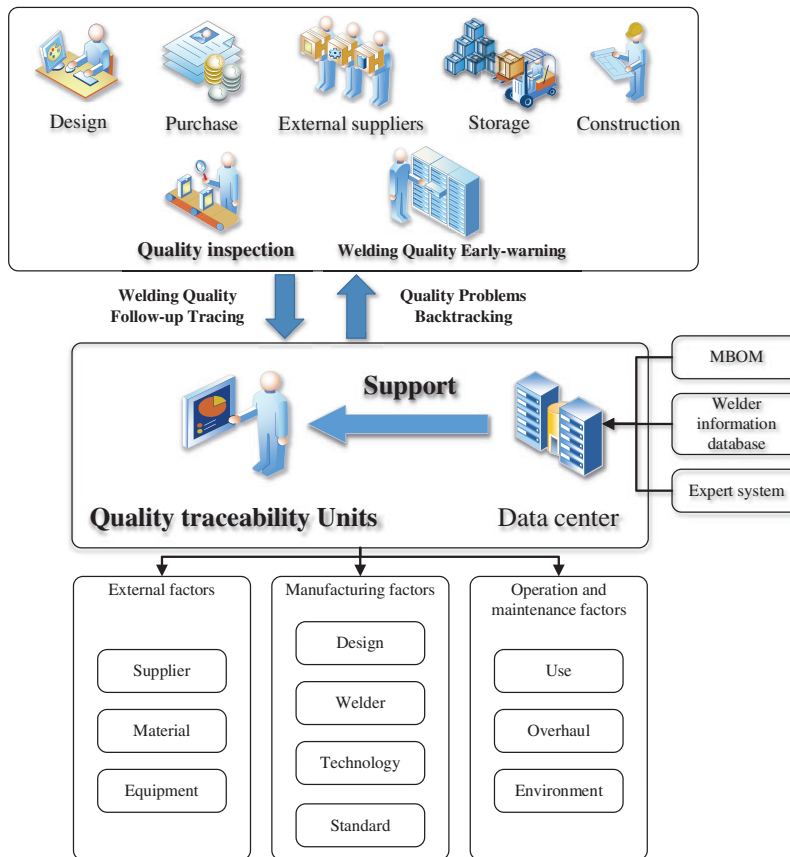 Design
Purchase
External suppliers
Storage
Construction
Quality inspection
Welding Quality Early-warning
Welding Quality
Follow-up Tracing
Quality Problems
Backtracking
Support
Quality traceability Units
Data center
MBOM
Welder
information
database
Expert system
External factors
Supplier
Material
Equipment
Manufacturing factors
Design
Welder
Technology
Standard
Operation and
maintenance factors
Use
Overhaul
Environment